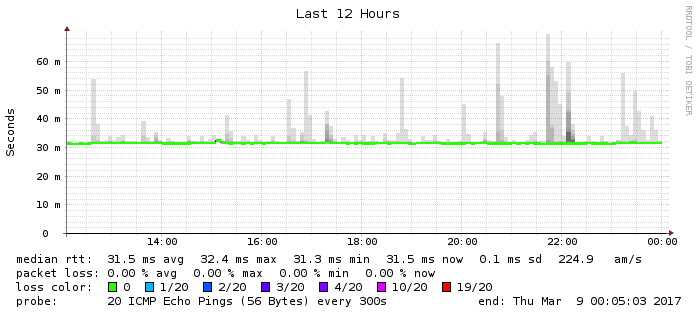 Last 12 Hours
RRDTOOL / TOBI OETIKER
Seconds
60 m
50 m
40 m
30 m
20 m
10 m
0
14:00 16:00 18:00 20:00 22:00 00:00
median rtt: 31.5 ms avg 32.4 ms max 31.3 ms min 31.5 ms now 0.1 ms sd 224.9 am/s
packet loss: 0.00 % avg 0.00 % max 0.00 % min 0.00 % now
loss color: 0 1/20 2/20 3/20 4/20 10/20 19/20
probe: 20 ICMP Echo Pings (56 Bytes) every 300s end: Thu Mar 9 00:05:03 2017